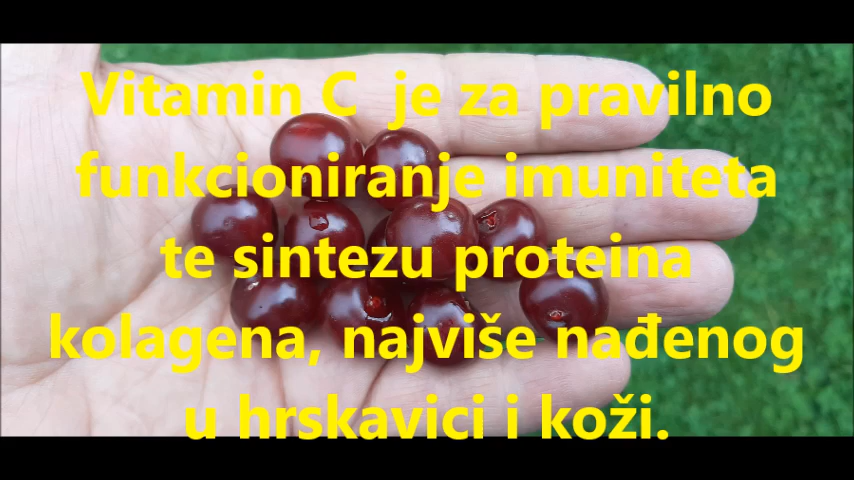 Vitamin C  je za pravilno
funkcioniranje imuniteta
te sintezu proteina
kolagena, najviše nađenog
u hrskavici i koži.